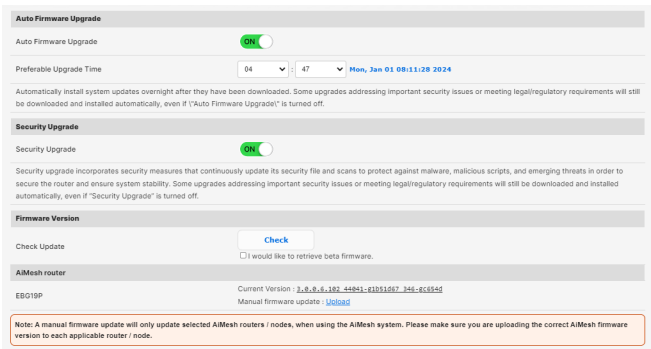 Auto Firmware Upgrade
Auto Firmware Upgrade ON
Preferable Upgrade Time 04 : 47 Mon, Jan 01 08:11:28 2024
Automatically install system updates overnight after they have been downloaded. Some upgrades addressing important security issues or meeting legal/regulatory requirements will still
be downloaded and installed automatically, even if \"Auto Firmware Upgrade\" is turned off.
Security Upgrade
Security Upgrade ON
Security upgrade incorporates security measures that continuously update its security file and scans to protect against malware, malicious scripts, and emerging threats in order to
secure the router and ensure system stability. Some upgrades addressing important security issues or meeting legal/regulatory requirements will still be downloaded and installed
automatically, even if "Security Upgrade" is turned off.
Firmware Version
Check Update Check
I would like to retrieve beta firmware.
AiMesh router
EBG19P
Current Version : 3.0.0.6.102_44041-g1b51d67_346-gc654d
Manual firmware update : Upload
Note: A manual firmware update will only update selected AiMesh routers / nodes, when using the AiMesh system. Please make sure you are uploading the correct AiMesh firmware
version to each applicable router / node.